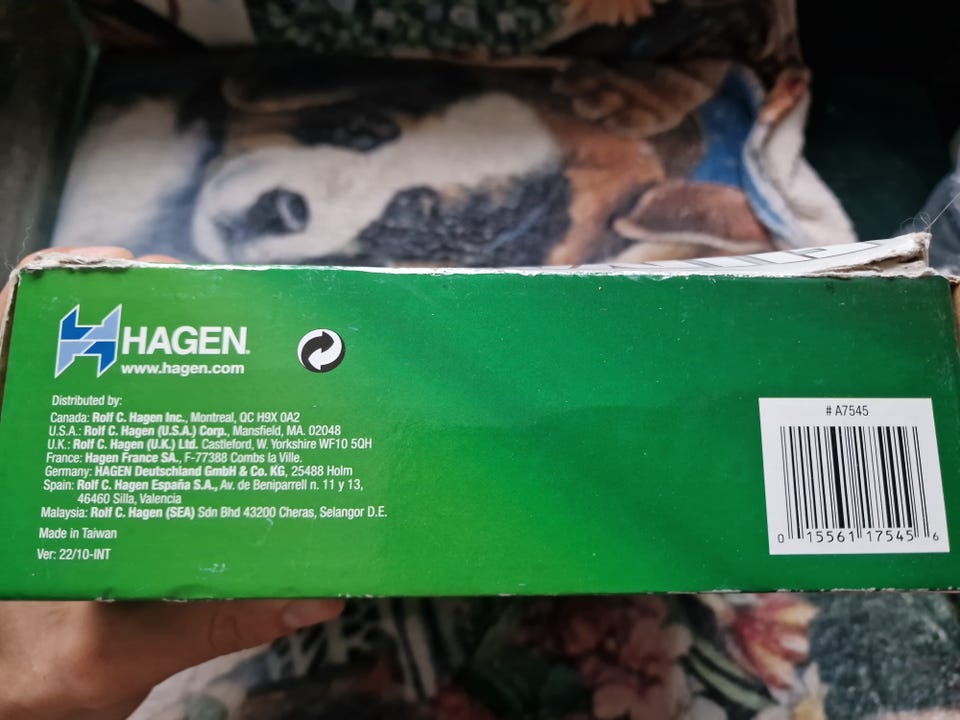 HAGEN.
www.hagen.com
Distributed by:
Canada: Rolf C. Hagen Inc., Montreal, QC H9X 0A2
U.S.A.: Rolf C. Hagen (U.S.A.) Corp., Mansfield, MA. 02048
U.K.: Rolf C. Hagen (U.K.) Ltd. Castleford, W. Yorkshire WF10 5QH
France: Hagen France SA., F-77388 Combs la Ville.
Germany: HAGEN Deutschland GmbH & Co. KG, 25488 Holm
Spain: Rolf C. Hagen España S.A., Av. de Beniparrell n. 11 y 13,
46460 Silla, Valencia
Malaysia: Rolf C. Hagen (SEA) Sdn Bhd 43200 Cheras, Selangor D.E.
Made in Taiwan
Ver: 22/10-INT
# A7545
0 15561 17545 6